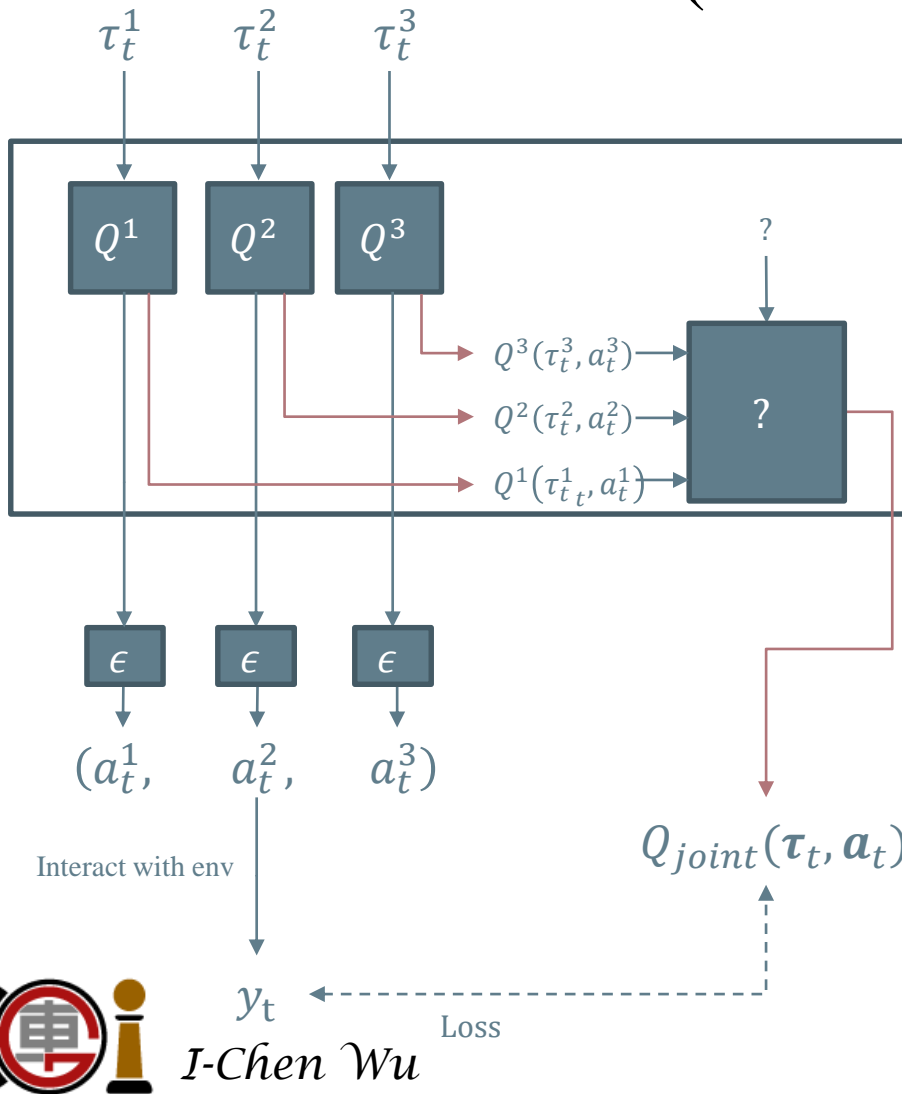 (
τ_t^1 τ_t^2 τ_t^3
Q^1 Q^2 Q^3
?
Q^3(τ_t^3, a_t^3)
Q^2(τ_t^2, a_t^2)
?
Q^1(τ_t^1_t, a_t^1)
ϵ ϵ ϵ
(a_t^1, a_t^2, a_t^3)
Q_joint(τ_t, a_t)
Interact with env
y_t
Loss
車
I-Chen Wu